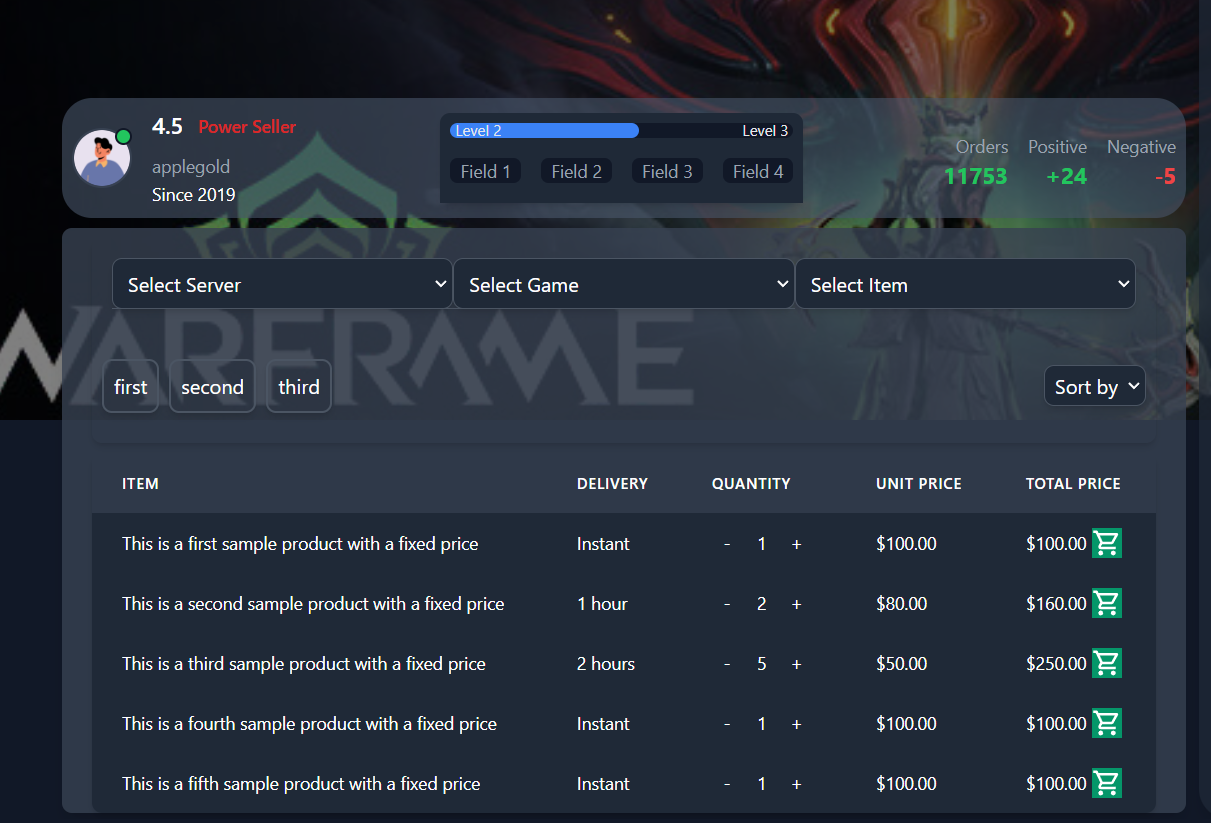 4.5 Power Seller
applegold
Since 2019
Level 2 Level 3
Field 1 Field 2 Field 3 Field 4
Orders Positive Negative
11753 +24 -5
Select Server Select Game Select Item
WARFRAME
first second third Sort by
ITEM DELIVERY QUANTITY UNIT PRICE TOTAL PRICE
This is a first sample product with a fixed price Instant - 1 + $100.00 $100.00
This is a second sample product with a fixed price 1 hour - 2 + $80.00 $160.00
This is a third sample product with a fixed price 2 hours - 5 + $50.00 $250.00
This is a fourth sample product with a fixed price Instant - 1 + $100.00 $100.00
This is a fifth sample product with a fixed price Instant - 1 + $100.00 $100.00